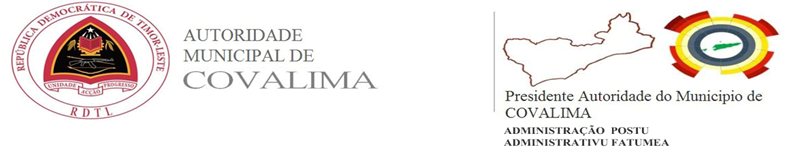 REPÚBLICA DEMOCRÁTICA DE TIMOR-LESTE
UNIDADE ACÇÃO PROGRESSO
RDTL
AUTORIDADE
MUNICIPAL DE
COVALIMA
Presidente Autoridade do Municipio de
COVALIMA
ADMINISTRAÇÃO POSTU
ADMINISTRATIVU FATUMEA